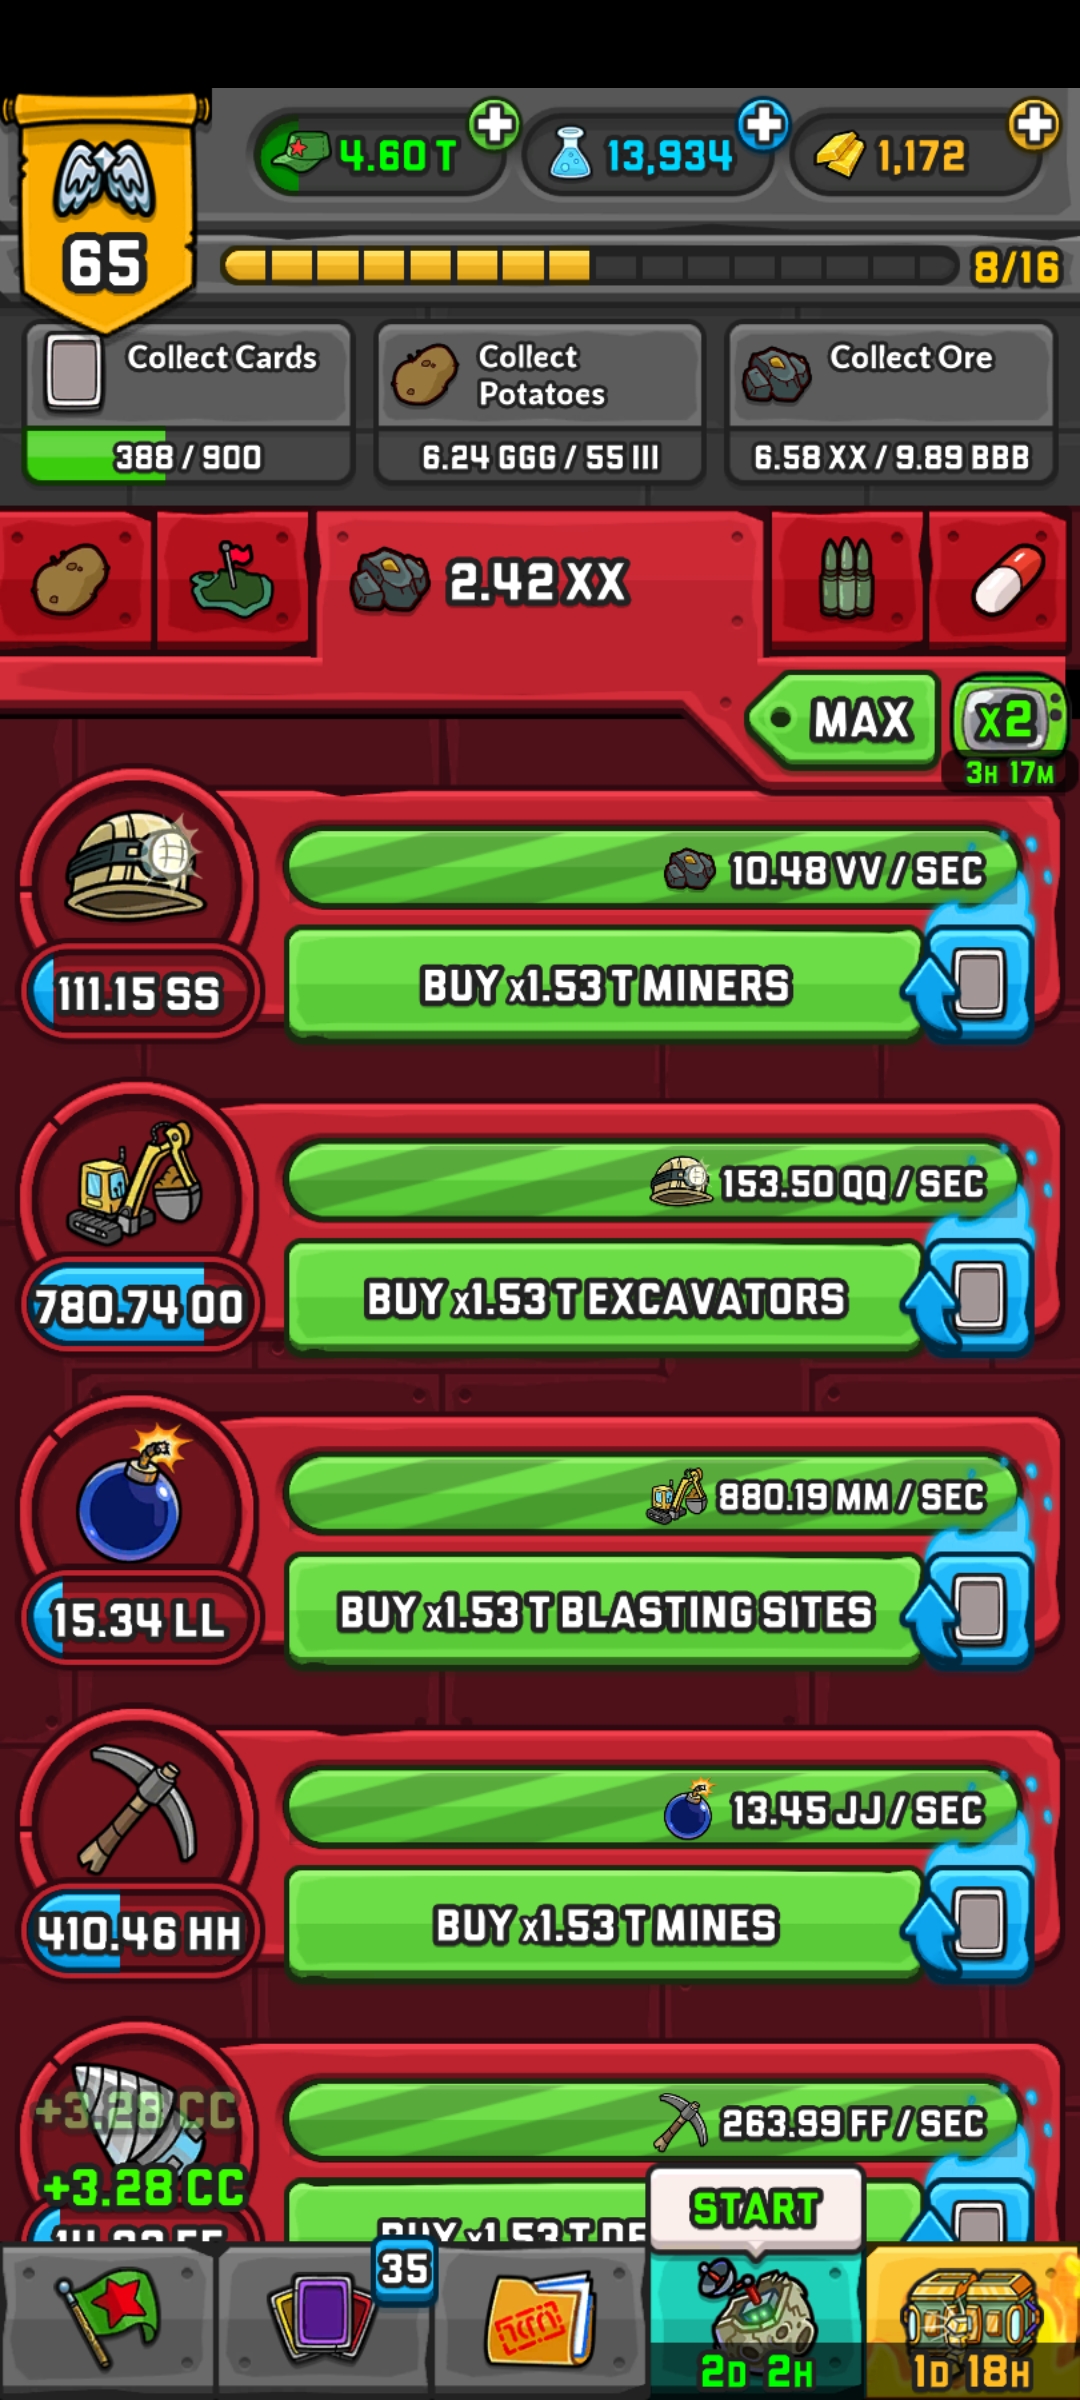 4.60 T
13,934
1,172
65
8/16
Collect Cards
388 / 900
Collect
Potatoes
6.24 GGG / 55 III
Collect Ore
6.58 XX / 9.89 BBB
2.42 XX
MAX
x2
3H 17M
10.48 VV / SEC
111.15 SS
BUY x1.53 T MINERS
153.50 QQ / SEC
780.74 OO
BUY x1.53 T EXCAVATORS
880.19 MM / SEC
15.34 LL
BUY x1.53 T BLASTING SITES
13.45 JJ / SEC
410.46 HH
BUY x1.53 T MINES
+3.28 CC
263.99 FF / SEC
+3.28 CC
START
BUY x1.53 T
35
2D 2H
1D 18H